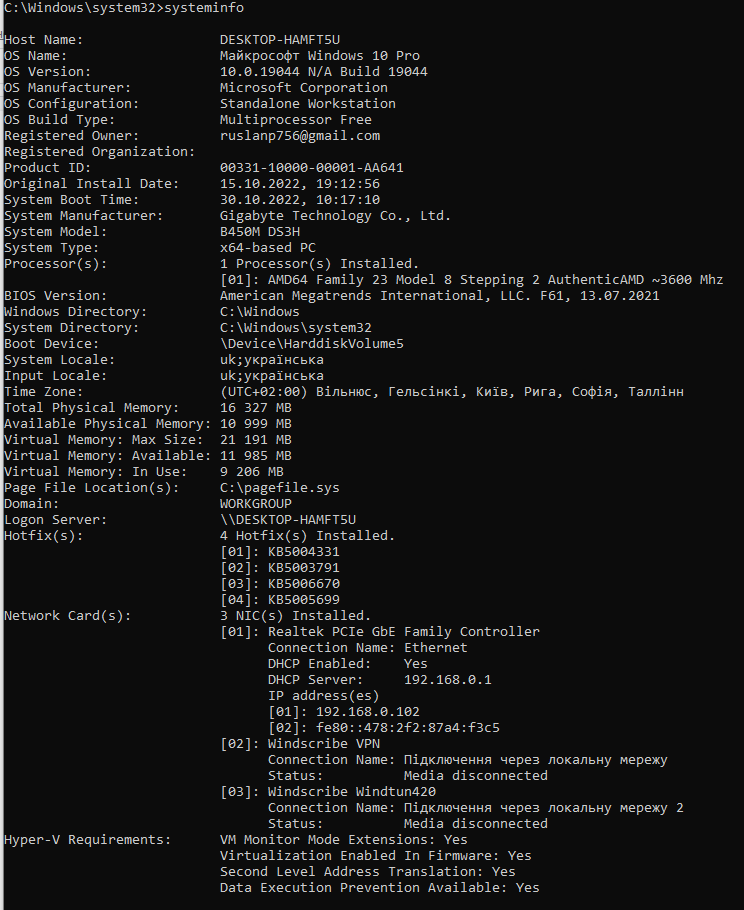 C:\Windows\system32>systeminfo
Host Name: DESKTOP-HAMFT5U
OS Name: Майкрософт Windows 10 Pro
OS Version: 10.0.19044 N/A Build 19044
OS Manufacturer: Microsoft Corporation
OS Configuration: Standalone Workstation
OS Build Type: Multiprocessor Free
Registered Owner: ruslanp756@gmail.com
Registered Organization:
Product ID: 00331-10000-00001-AA641
Original Install Date: 15.10.2022, 19:12:56
System Boot Time: 30.10.2022, 10:17:10
System Manufacturer: Gigabyte Technology Co., Ltd.
System Model: B450M DS3H
System Type: x64-based PC
Processor(s): 1 Processor(s) Installed.
[01]: AMD64 Family 23 Model 8 Stepping 2 AuthenticAMD ~3600 Mhz
BIOS Version: American Megatrends International, LLC. F61, 13.07.2021
Windows Directory: C:\Windows
System Directory: C:\Windows\system32
Boot Device: \Device\HarddiskVolume5
System Locale: uk;українська
Input Locale: uk;українська
Time Zone: (UTC+02:00) Вільнюс, Гельсінкі, Київ, Рига, Софія, Таллінн
Total Physical Memory: 16 327 MB
Available Physical Memory: 10 999 MB
Virtual Memory: Max Size: 21 191 MB
Virtual Memory: Available: 11 985 MB
Virtual Memory: In Use: 9 206 MB
Page File Location(s): C:\pagefile.sys
Domain: WORKGROUP
Logon Server: \\DESKTOP-HAMFT5U
Hotfix(s): 4 Hotfix(s) Installed.
[01]: KB5004331
[02]: KB5003791
[03]: KB5006670
[04]: KB5005699
Network Card(s): 3 NIC(s) Installed.
[01]: Realtek PCIe GbE Family Controller
Connection Name: Ethernet
DHCP Enabled: Yes
DHCP Server: 192.168.0.1
IP address(es)
[01]: 192.168.0.102
[02]: fe80::478:2f2:87a4:f3c5
[02]: Windscribe VPN
Connection Name: Підключення через локальну мережу
Status: Media disconnected
[03]: Windscribe Windtun420
Connection Name: Підключення через локальну мережу 2
Status: Media disconnected
Hyper-V Requirements: VM Monitor Mode Extensions: Yes
Virtualization Enabled In Firmware: Yes
Second Level Address Translation: Yes
Data Execution Prevention Available: Yes